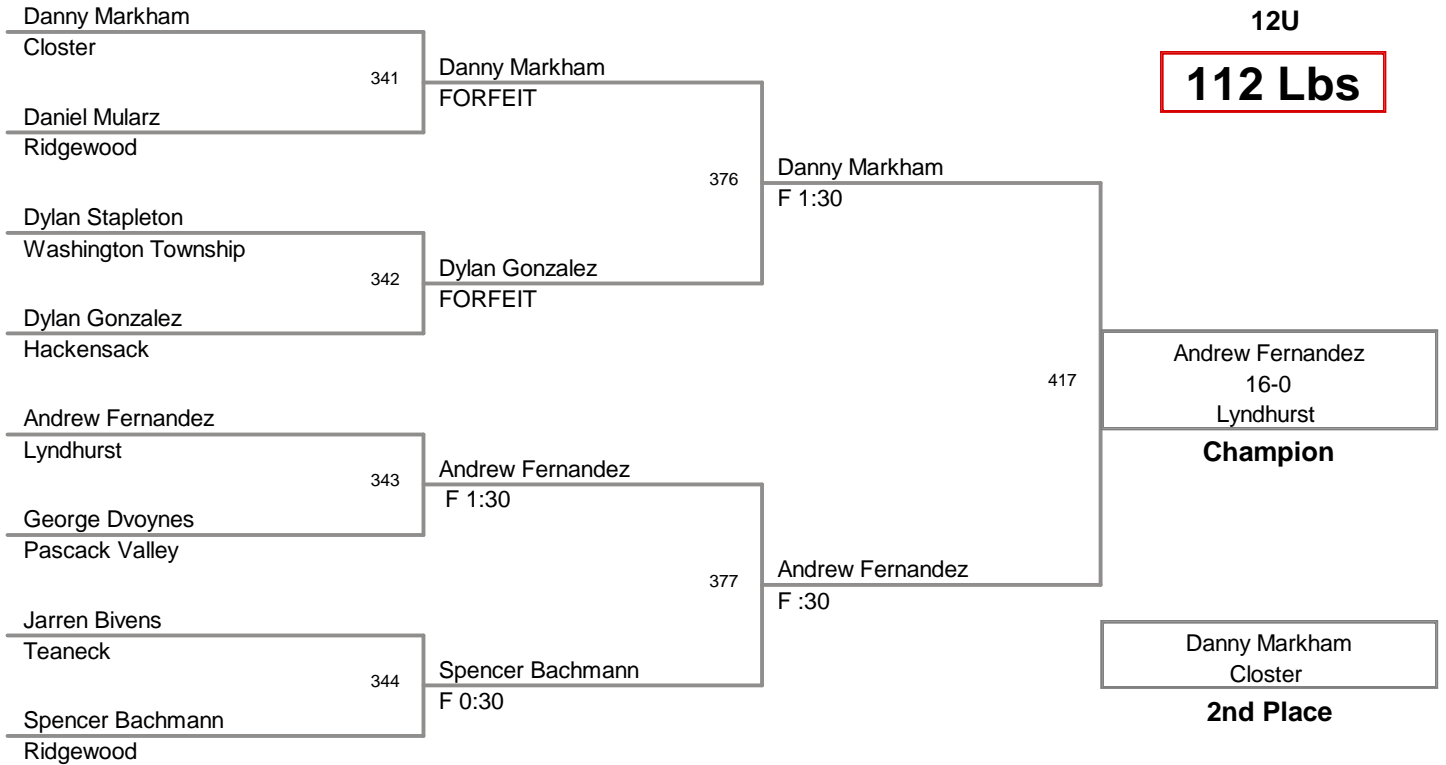 Danny Markham
Closter
341
Daniel Mularz
Ridgewood
Danny Markham
FORFEIT
Dylan Stapleton
Washington Township
342
Dylan Gonzalez
Hackensack
Dylan Gonzalez
FORFEIT
376
Danny Markham
F 1:30
Andrew Fernandez
Lyndhurst
343
George Dvoynes
Pascack Valley
Andrew Fernandez
F 1:30
Jarren Bivens
Teaneck
344
Spencer Bachmann
Ridgewood
Spencer Bachmann
F 0:30
377
Andrew Fernandez
F :30
417
12U
112 Lbs
Andrew Fernandez
16-0
Lyndhurst
Champion
Danny Markham
Closter
2nd Place